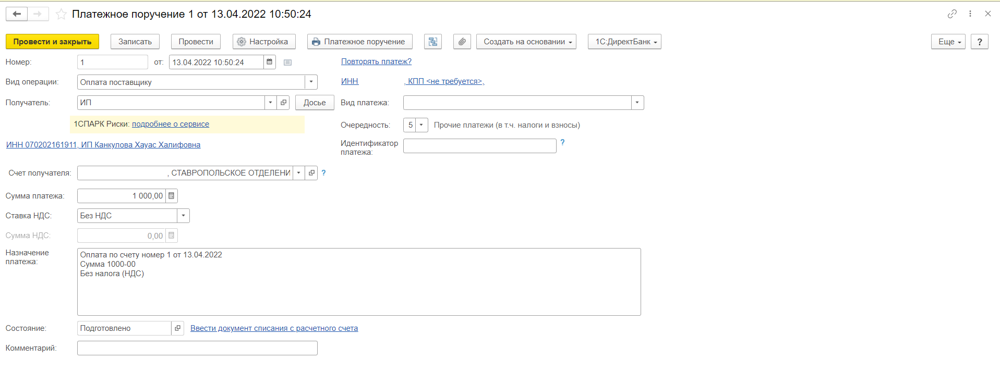 Платежное поручение 1 от 13.04.2022 10:50:24
Провести и закрыть Записать Провести Настройка Платежное поручение Создать на основании 1С:ДиректБанк Еще ?
Номер: 1 от: 13.04.2022 10:50:24 Повторять платеж?
Вид операции: Оплата поставщику ИНН , КПП <не требуется>,
Получатель: ИП Досье Вид платежа:
1СПАРК Риски: подробнее о сервисе Очередность: 5 Прочие платежи (в т.ч. налоги и взносы)
ИНН 070202161911, ИП Канкулова Хауас Халифовна Идентификатор платежа: ?
Счет получателя: , СТАВРОПОЛЬСКОЕ ОТДЕЛЕНИ ?
Сумма платежа: 1 000,00
Ставка НДС: Без НДС
Сумма НДС: 0,00
Назначение платежа:
Оплата по счету номер 1 от 13.04.2022
Сумма 1000-00
Без налога (НДС)
Состояние: Подготовлено Ввести документ списания с расчетного счета
Комментарий: